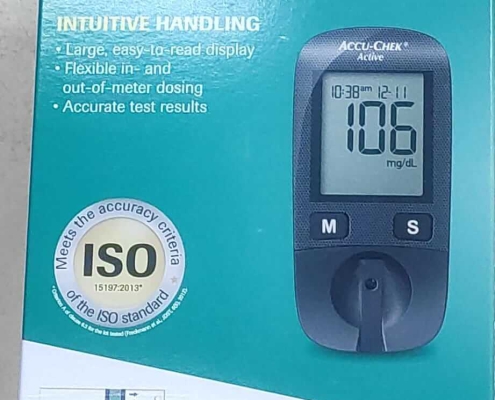 INTUITIVE HANDLING
• Large, easy-to-read display
• Flexible in- and
out-of-meter dosing
• Accurate test results
ACCU-CHEK®
Active
10:38am 12-11
106
mg/dL
M
S
Meets the accuracy criteria
ISO
15197:2013*
of the ISO standard